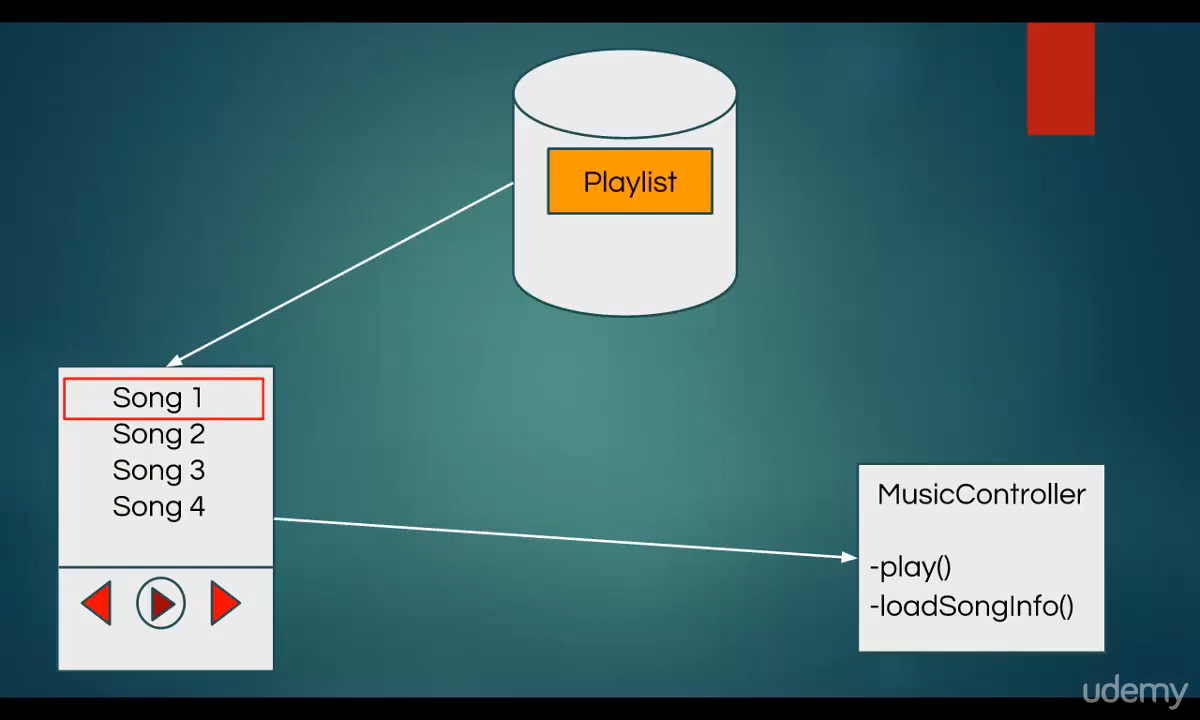 Playlist
Song 1
Song 2
Song 3
Song 4
MusicController
-play()
-loadSongInfo()
udemy